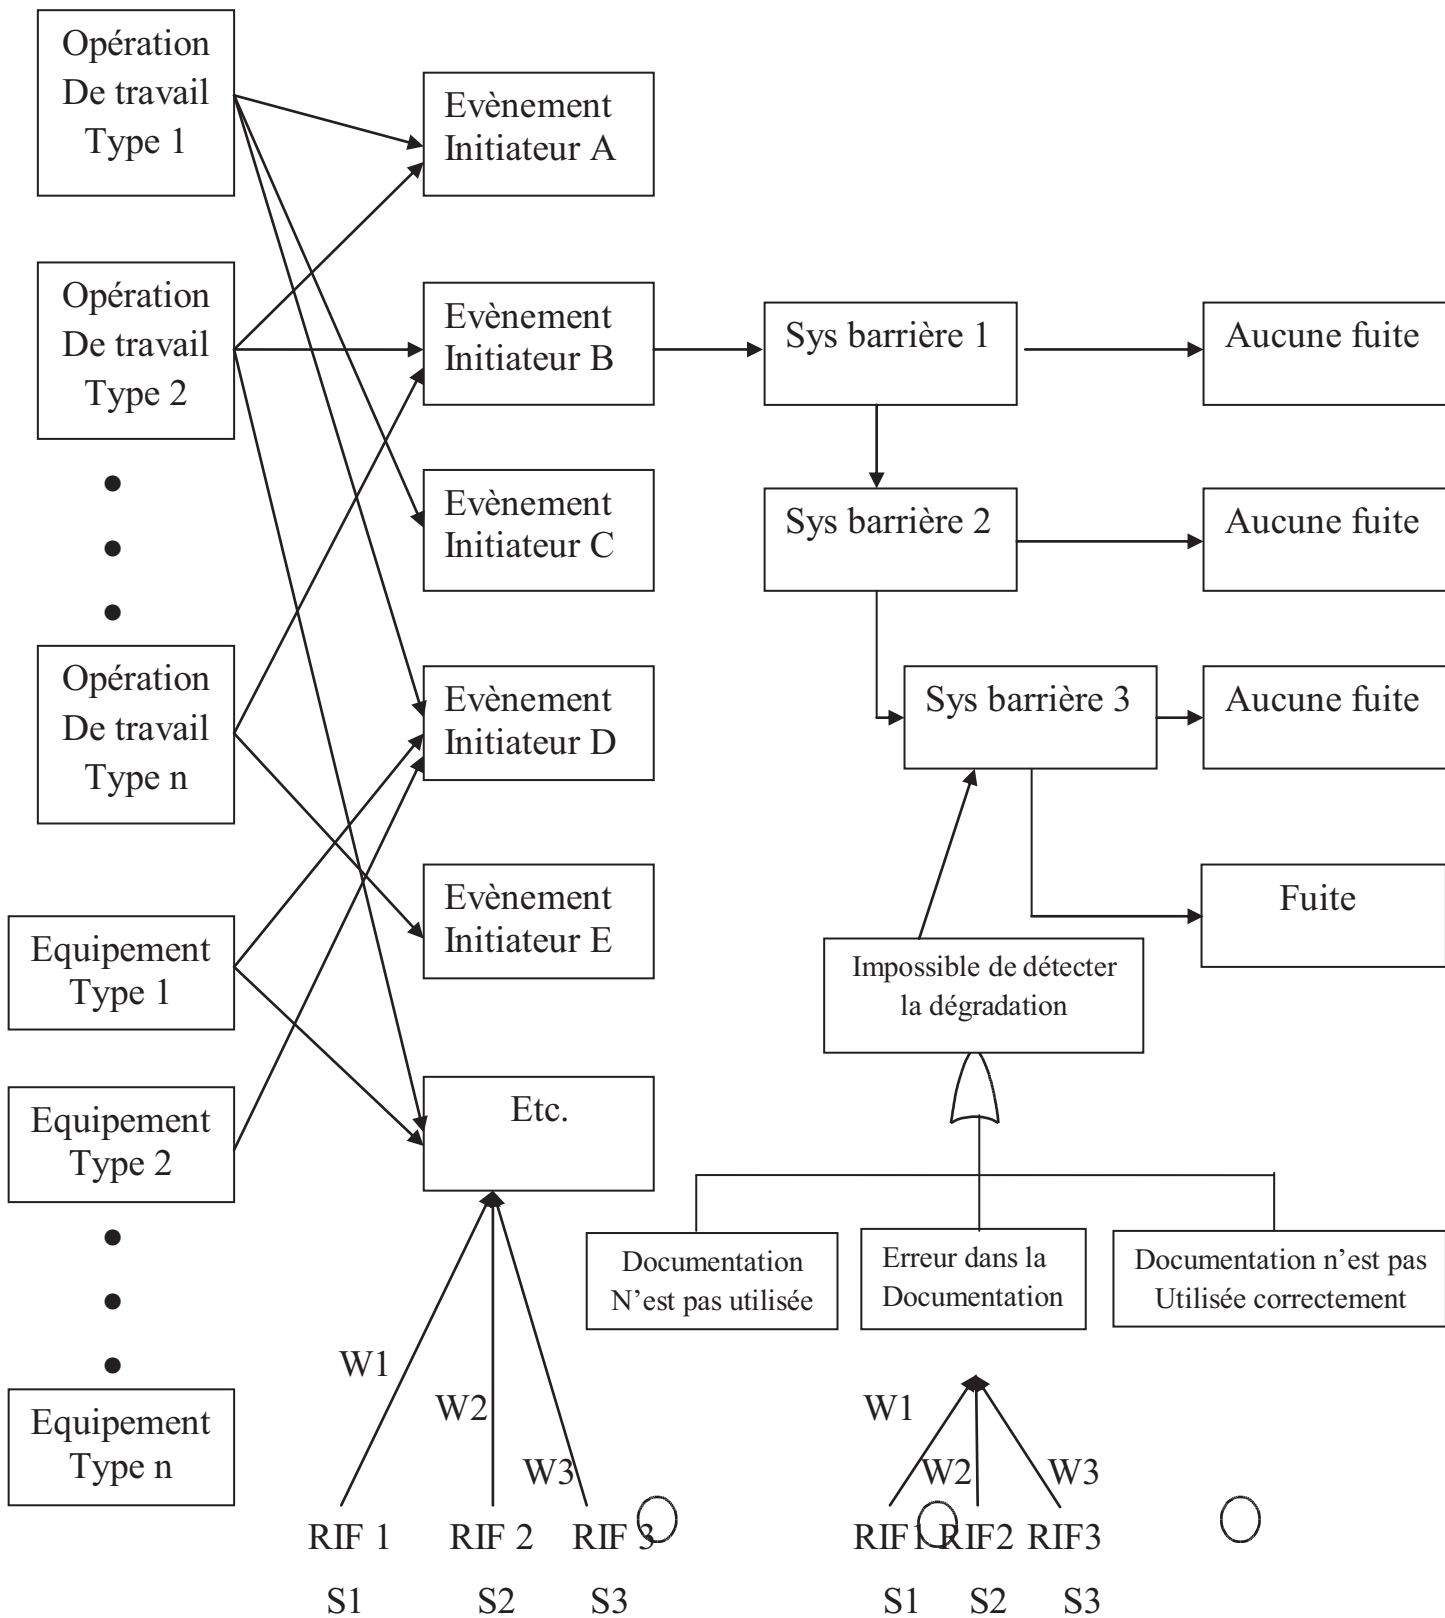 Opération
De travail
Type 1
Evènement
Initiateur A
Opération
De travail
Type 2
Evènement
Initiateur B
Sys barrière 1
Aucune fuite
Evènement
Initiateur C
Sys barrière 2
Aucune fuite
Opération
De travail
Type n
Evènement
Initiateur D
Sys barrière 3
Aucune fuite
Evènement
Initiateur E
Fuite
Equipement
Type 1
Impossible de détecter
la dégradation
Equipement
Type 2
Etc.
Documentation
N'est pas utilisée
Erreur dans la
Documentation
Documentation n'est pas
Utilisée correctement
Equipement
Type n
W1
W2
W3
RIF 1
RIF 2
RIF 3
S1
S2
S3
W1
W2
W3
RIF1
RIF2
RIF3
S1
S2
S3